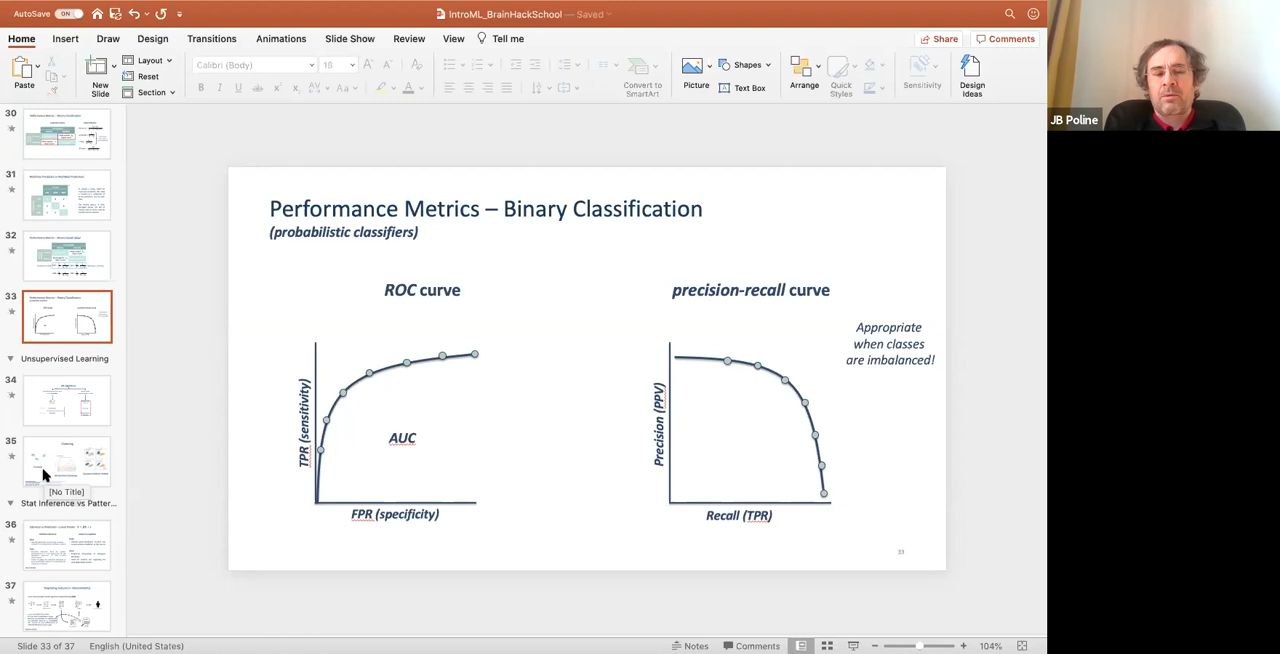 AutoSave ON IntroML_BrainHackSchool — Saved
Home Insert Draw Design Transitions Animations Slide Show Review View Tell me Share Comments
Paste New Slide Layout Reset Section Calibri (Body) 18 Convert to SmartArt Picture Shapes Text Box Arrange Quick Styles Sensitivity Design Ideas
JB Poline
30
31
32
33
Unsupervised Learning
34
35
Clustering
[No Title]
Stat Inference vs Patter...
36
37
Performance Metrics – Binary Classification
(probabilistic classifiers)
ROC curve
precision-recall curve
Appropriate
when classes
are imbalanced!
TPR (sensitivity)
AUC
FPR (specificity)
Precision (PPV)
Recall (TPR)
33
Slide 33 of 37 English (United States) Notes Comments 104%